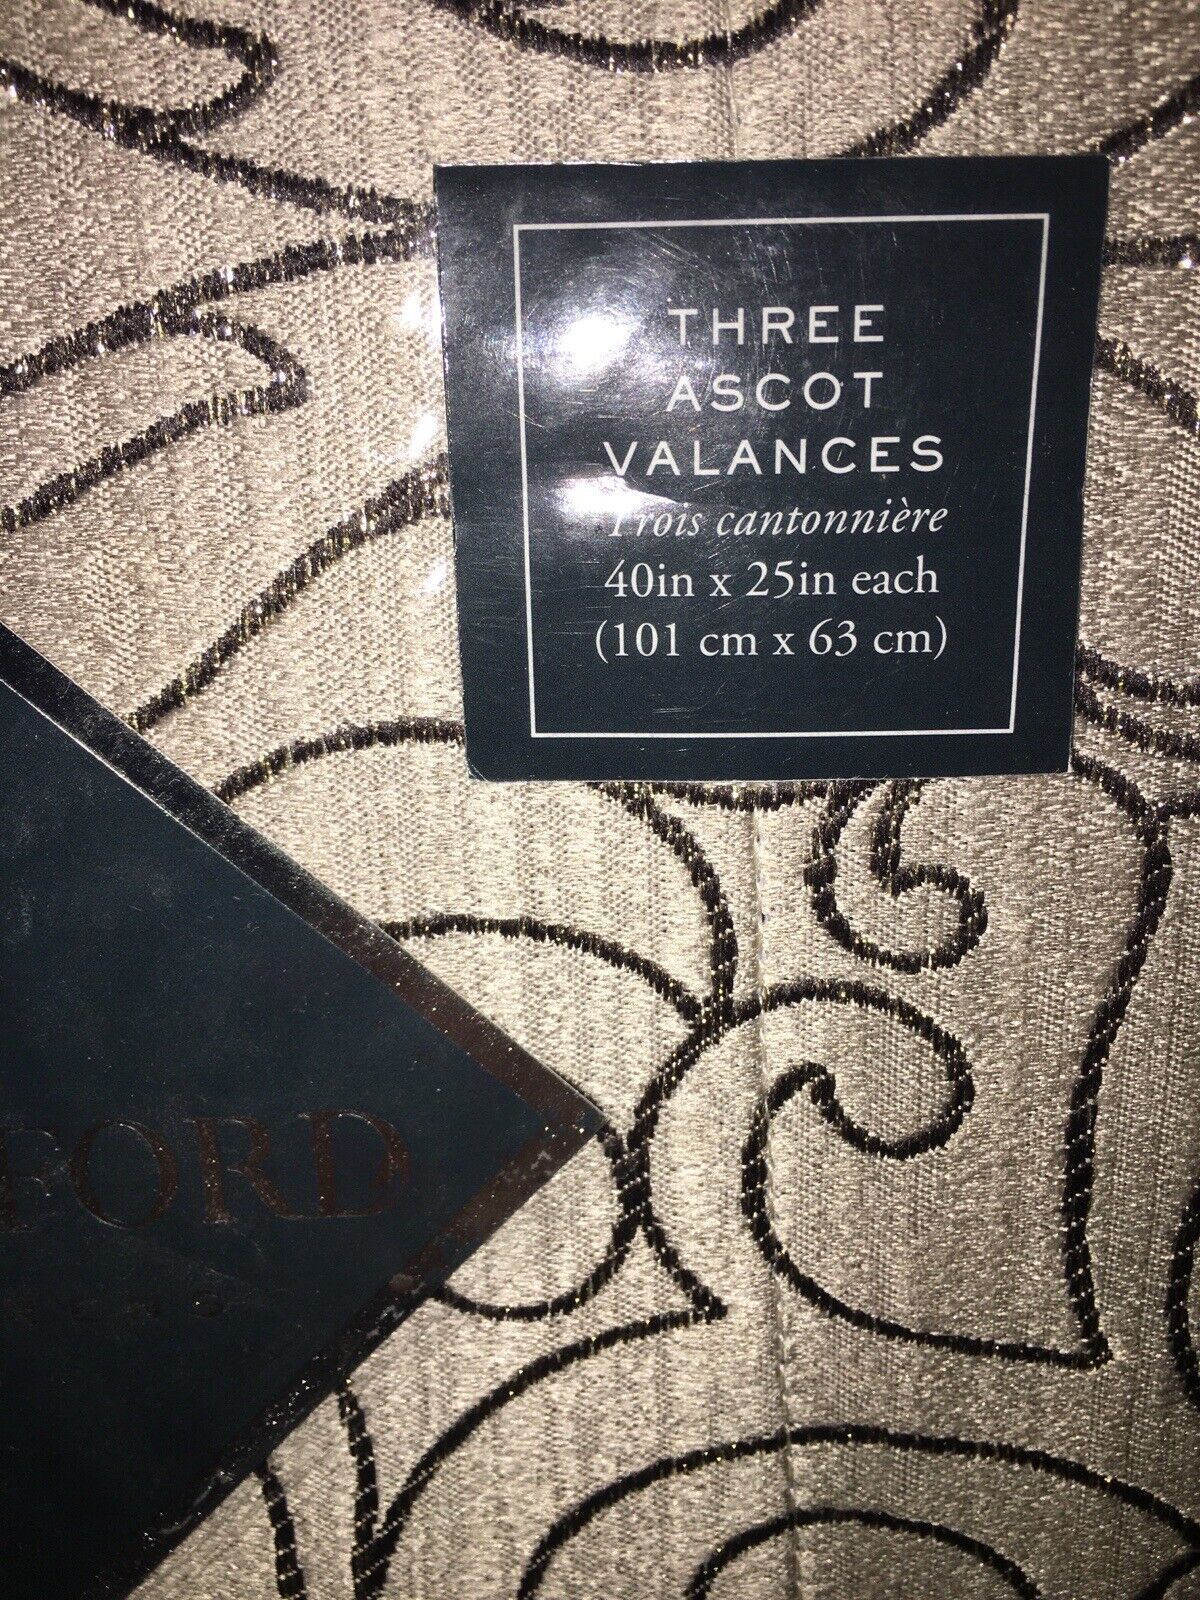 THREE
ASCOT
VALANCES
Trois cantonnière
40in x 25in each
(101 cm x 63 cm)
FORD